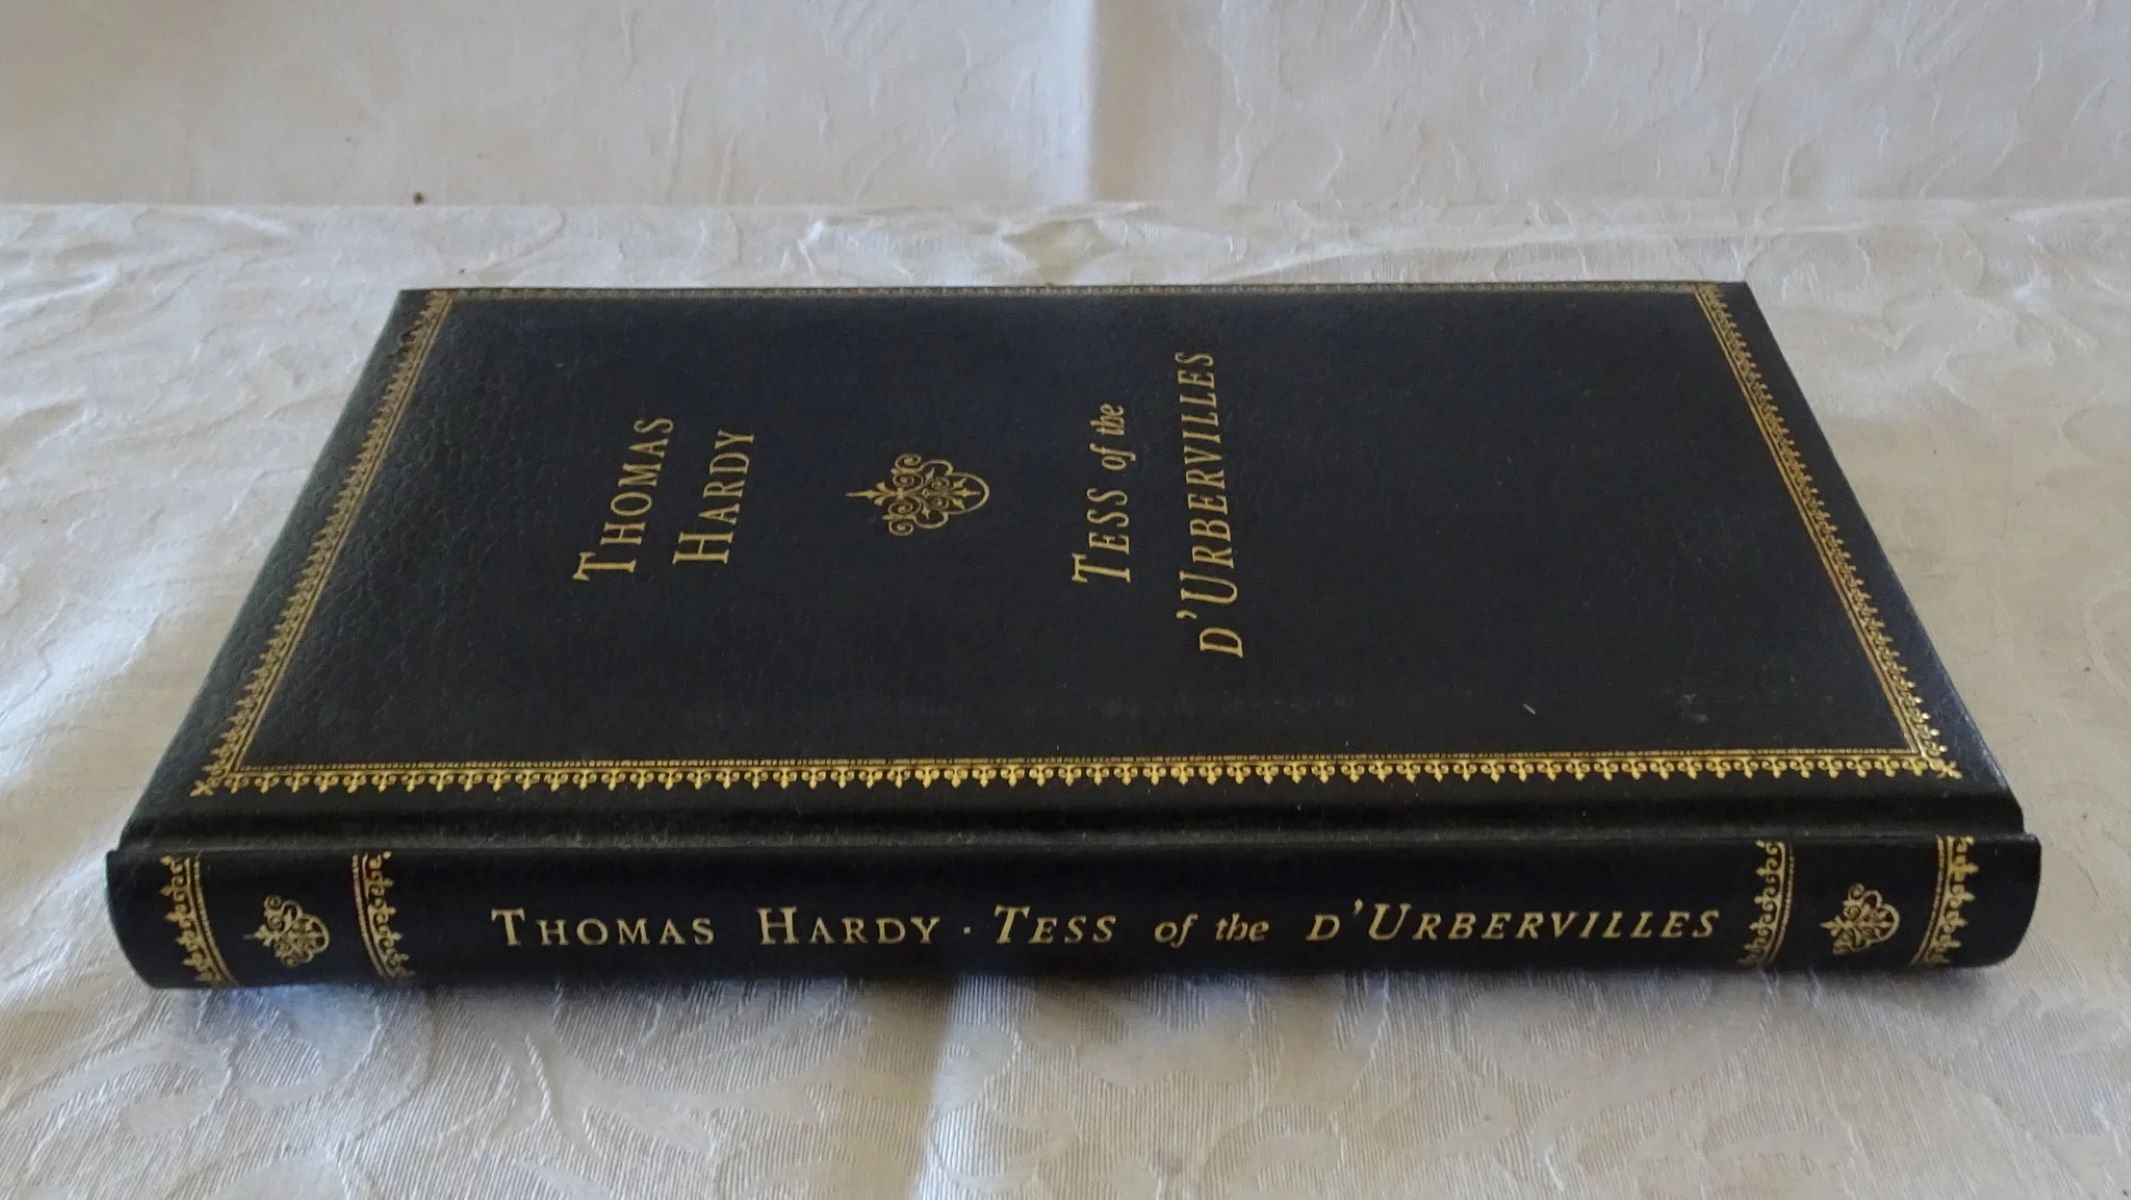 THOMAS
HARDY
TESS of the
D'URBERVILLES
THOMAS HARDY · TESS of the D'URBERVILLES